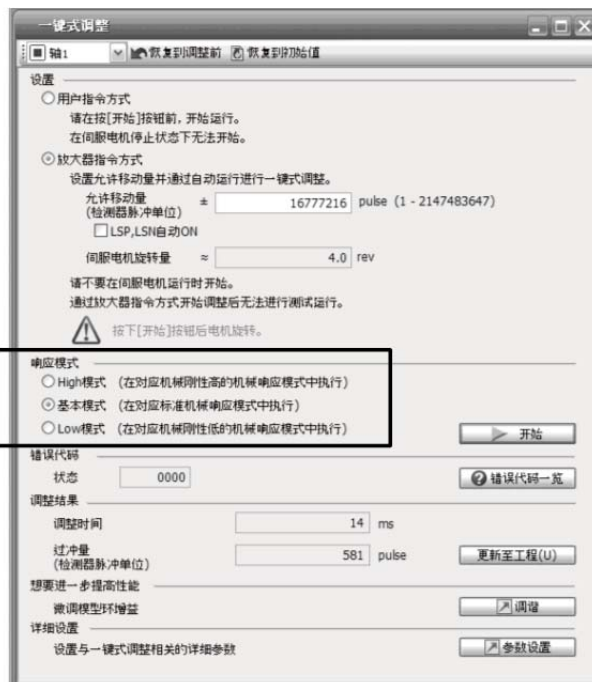 一键式调整
轴1 恢复到调整前 恢复到初始值
设置
用户指令方式
请在按[开始]按钮前，开始运行。
在伺服电机停止状态下无法开始。
放大器指令方式
设置允许移动量并通过自动运行进行一键式调整。
允许移动量
(检测器脉冲单位) ± 16777216 pulse (1 - 2147483647)
LSP,LSN自动ON
伺服电机旋转量 ≈ 4.0 rev
请不要在伺服电机运行时开始。
通过放大器指令方式开始调整后无法进行测试运行。
按下[开始]按钮后电机旋转。
响应模式
High模式 (在对应机械刚性高的机械响应模式中执行)
基本模式 (在对应标准机械响应模式中执行)
Low模式 (在对应机械刚性低的机械响应模式中执行)
开始
错误代码
状态 0000 错误代码一览
调整结果
调整时间 14 ms
过冲量
(检测器脉冲单位) 581 pulse 更新至工程(U)
想要进一步提高性能
微调模型环增益 调谐
详细设置
设置与一键式调整相关的详细参数 参数设置